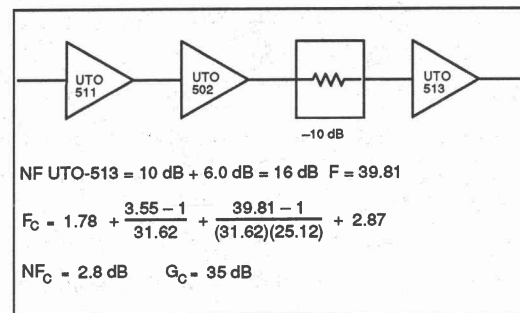 UTO
511
UTO
502
UTO
513
–10 dB
NF UTO-513 = 10 dB + 6.0 dB = 16 dB F = 39.81
F_C = 1.78 + (3.55 – 1)/31.62 + (39.81 – 1)/((31.62)(25.12)) + 2.87
NF_C = 2.8 dB G_C = 35 dB